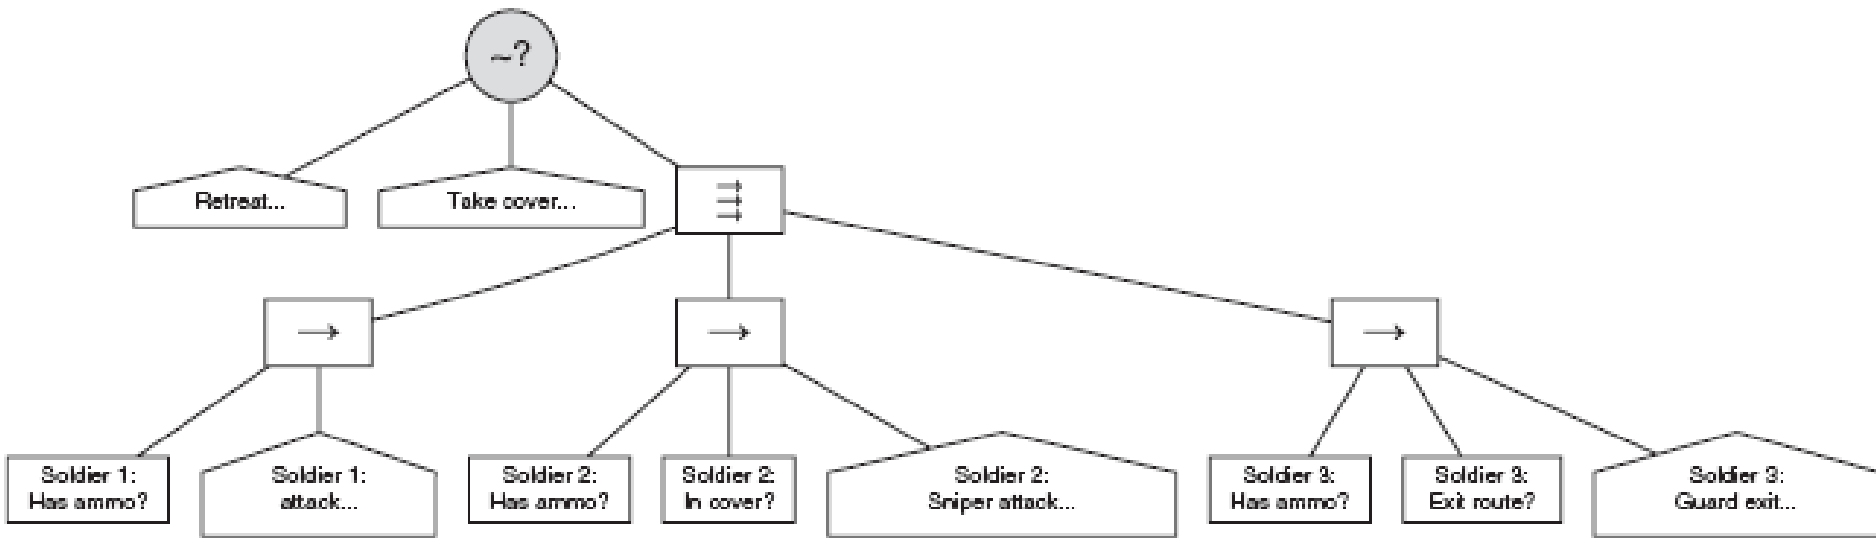 ~?
Retreat...
Take cover...
→
→
→
→
→
→
Soldier 1:
Has ammo?
Soldier 1:
attack...
Soldier 2:
Has ammo?
Soldier 2:
In cover?
Soldier 2:
Sniper attack...
Soldier 3:
Has ammo?
Soldier 3:
Exit route?
Soldier 3:
Guard exit...